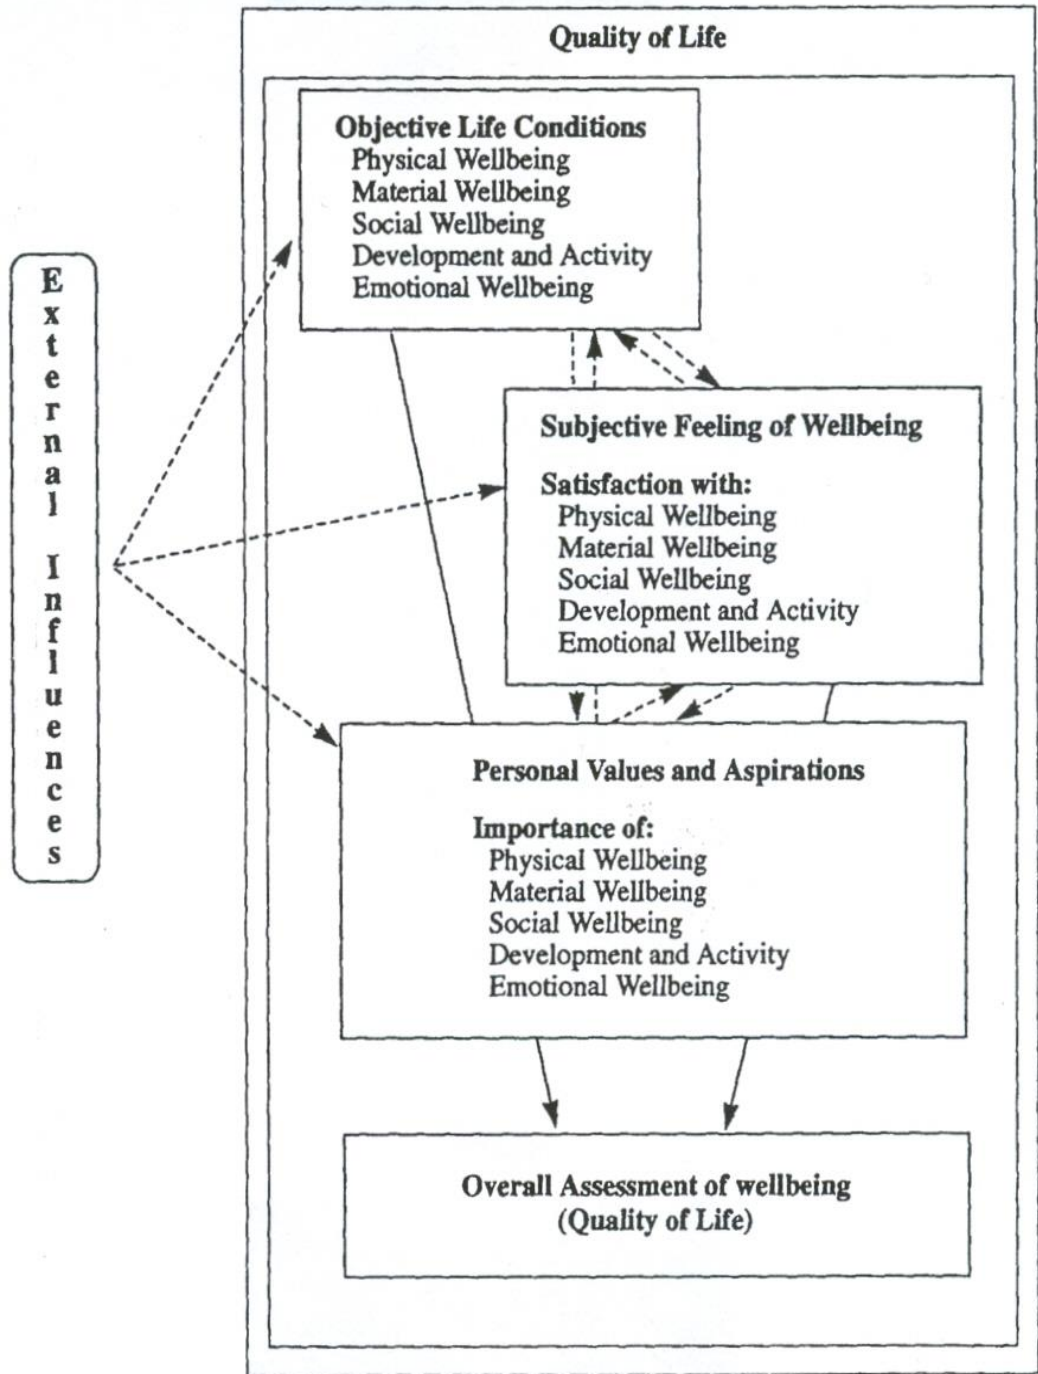 Quality of Life
Objective Life Conditions
Physical Wellbeing
Material Wellbeing
Social Wellbeing
Development and Activity
Emotional Wellbeing
External Influences
Subjective Feeling of Wellbeing
Satisfaction with:
Physical Wellbeing
Material Wellbeing
Social Wellbeing
Development and Activity
Emotional Wellbeing
Personal Values and Aspirations
Importance of:
Physical Wellbeing
Material Wellbeing
Social Wellbeing
Development and Activity
Emotional Wellbeing
Overall Assessment of wellbeing
(Quality of Life)